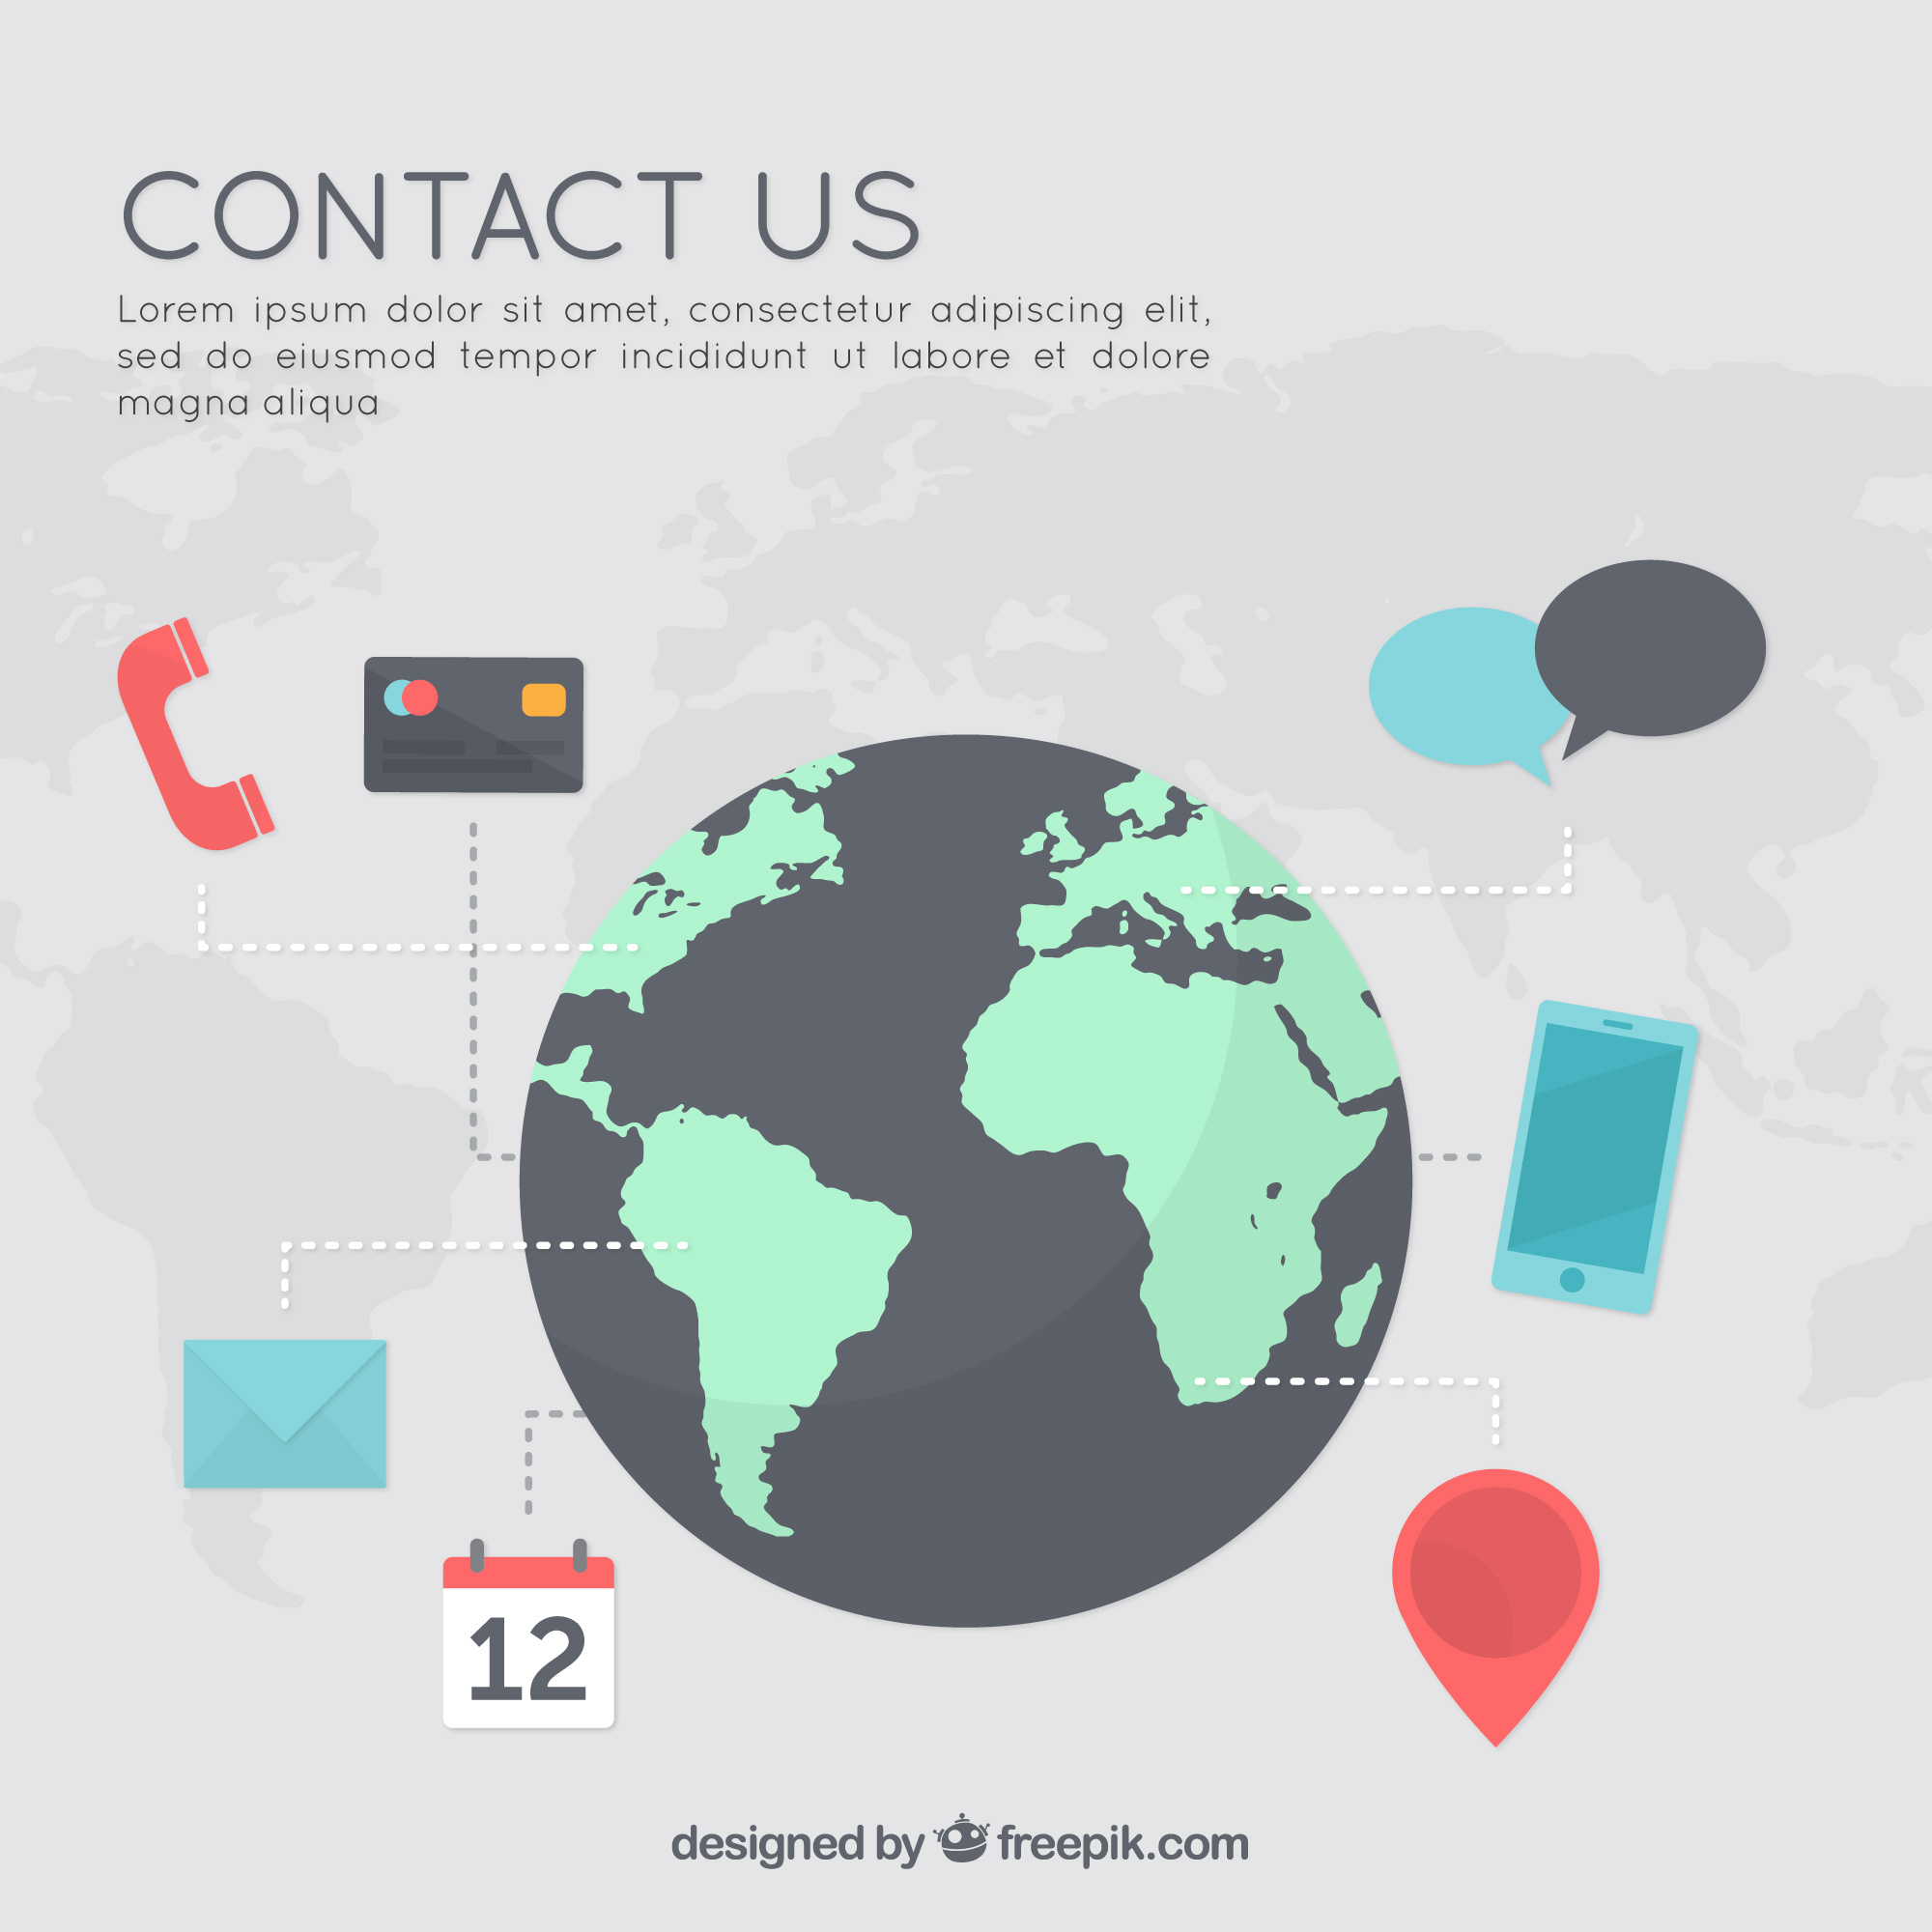 CONTACT US
Lorem ipsum dolor sit amet, consectetur adipiscing elit,
sed do eiusmod tempor incididunt ut labore et dolore
magna aliqua
12
designed by freepik.com